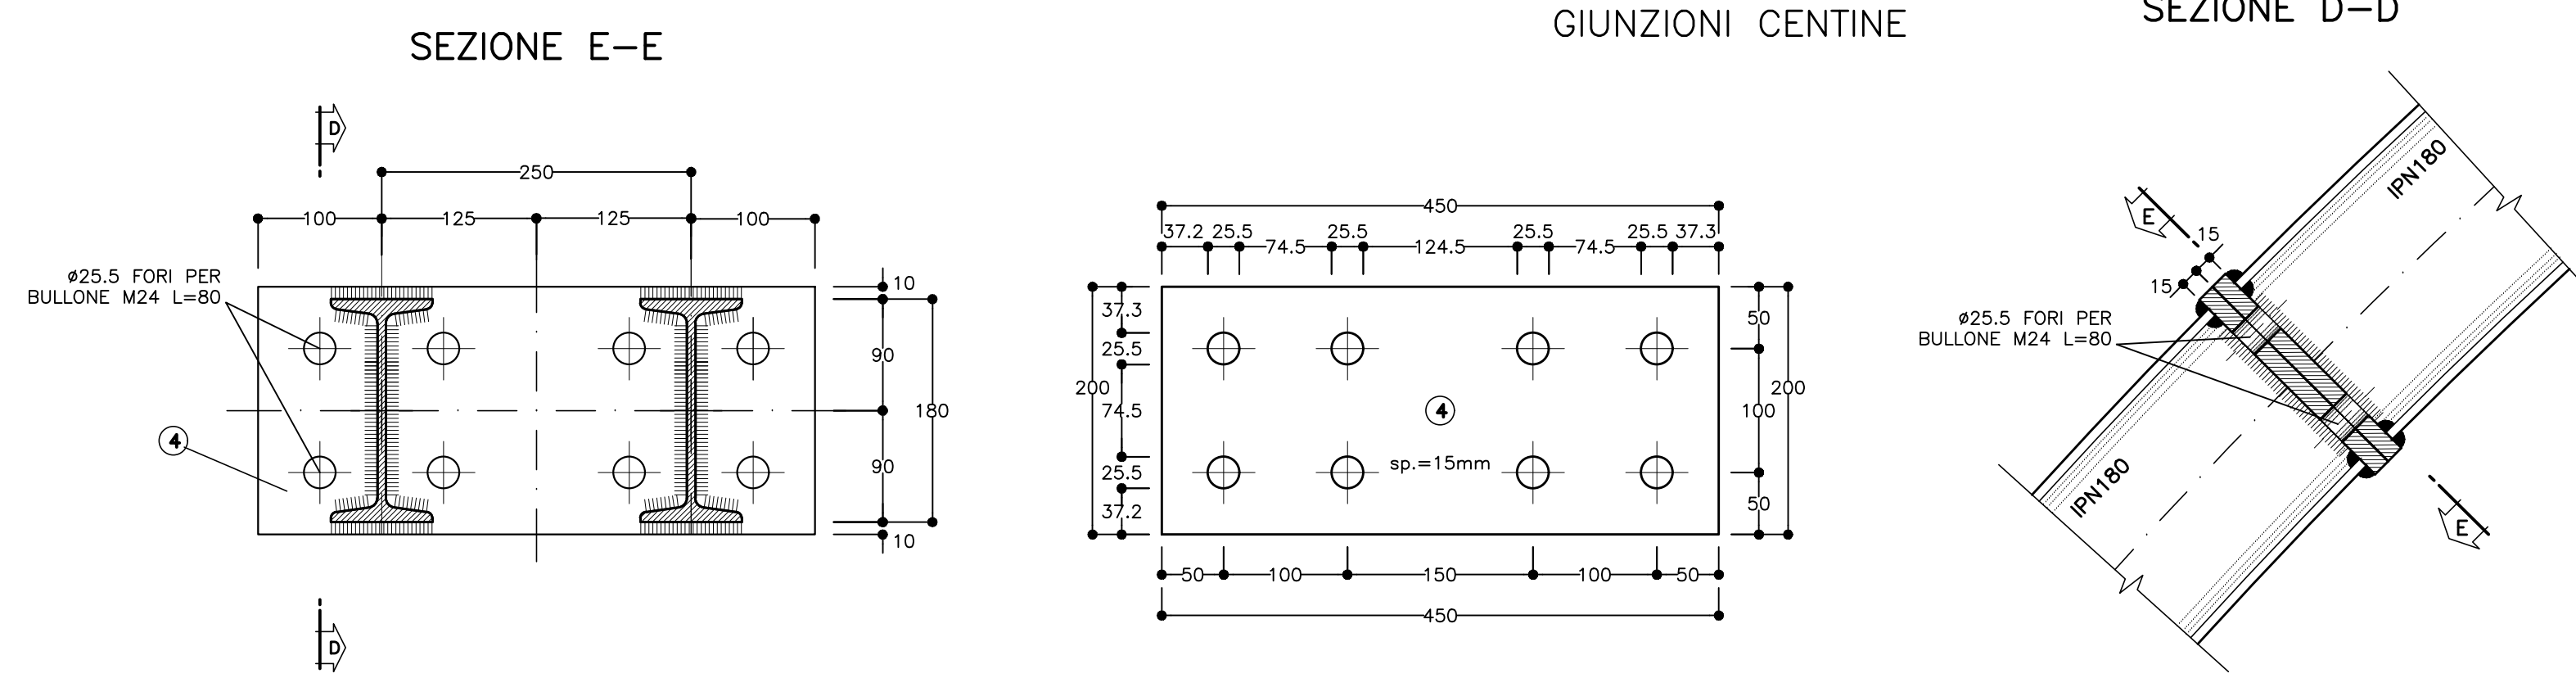 SEZIONE E-E
GIUNZIONI CENTINE
SEZIONE D-D
D
250
100 125 125 100
ø25.5 FORI PER
BULLONE M24 L=80
10
90
180
90
10
4
D
450
37.2 25.5 74.5 25.5 124.5 25.5 74.5 25.5 37.3
37.3
25.5
200
74.5
25.5
37.2
50
100
200
50
4
sp.=15mm
50 100 150 100 50
450
IPN180
E
15
15
ø25.5 FORI PER
BULLONE M24 L=80
IPN180
E